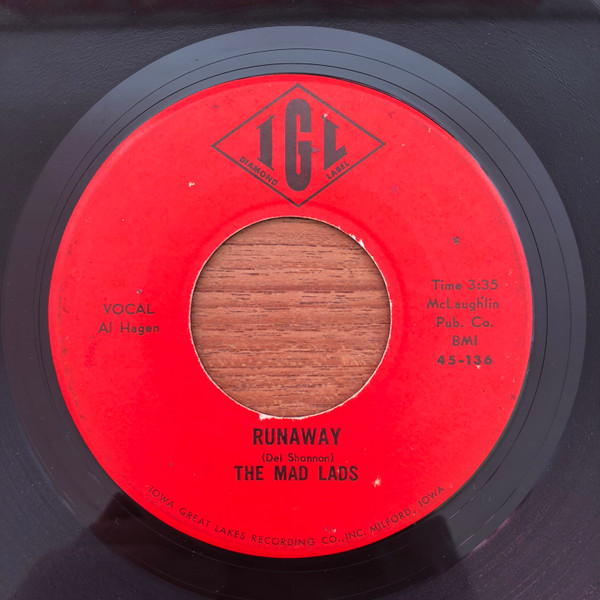 IGL
DIAMOND LABEL
VOCAL
Al Hagen
Time 3:35
McLaughlin
Pub. Co.
BMI
45-136
RUNAWAY
(Del Shannon)
THE MAD LADS
IOWA GREAT LAKES RECORDING CO., INC. MILFORD, IOWA